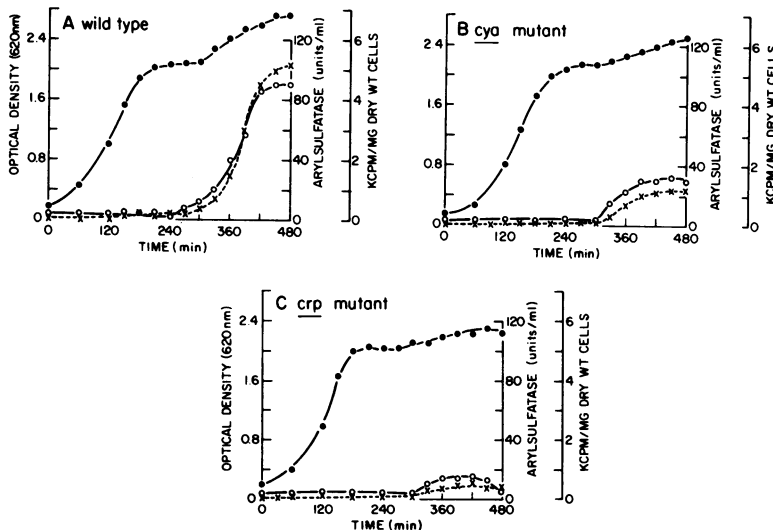 A wild type
OPTICAL DENSITY (620nm)
2.4
1.6
0.8
0
0 120 240 360 480
TIME (min)
120
80
40
0
ARYLSULFATASE (units/ml)
6
4
2
0
KCPM/MG DRY WT CELLS
B cya mutant
2.4
1.6
0.8
0
0 120 240 360 480
TIME (min)
120
80
40
0
ARYLSULFATASE (units/ml)
6
4
2
0
KCPM/MG DRY WT CELLS
C crp mutant
OPTICAL DENSITY (620nm)
2.4
1.6
0.8
0
0 120 240 360 480
TIME (min)
120
80
40
0
ARYLSULFATASE (units/ml)
6
4
2
0
KCPM/MG DRY WT CELLS